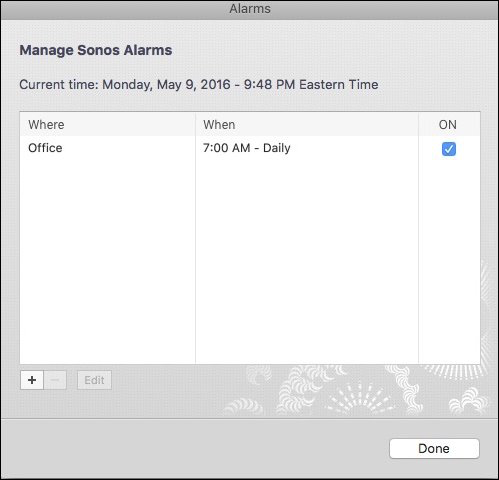 Alarms
Manage Sonos Alarms
Current time: Monday, May 9, 2016 - 9:48 PM Eastern Time
Where When ON
Office 7:00 AM - Daily
+ − Edit
Done